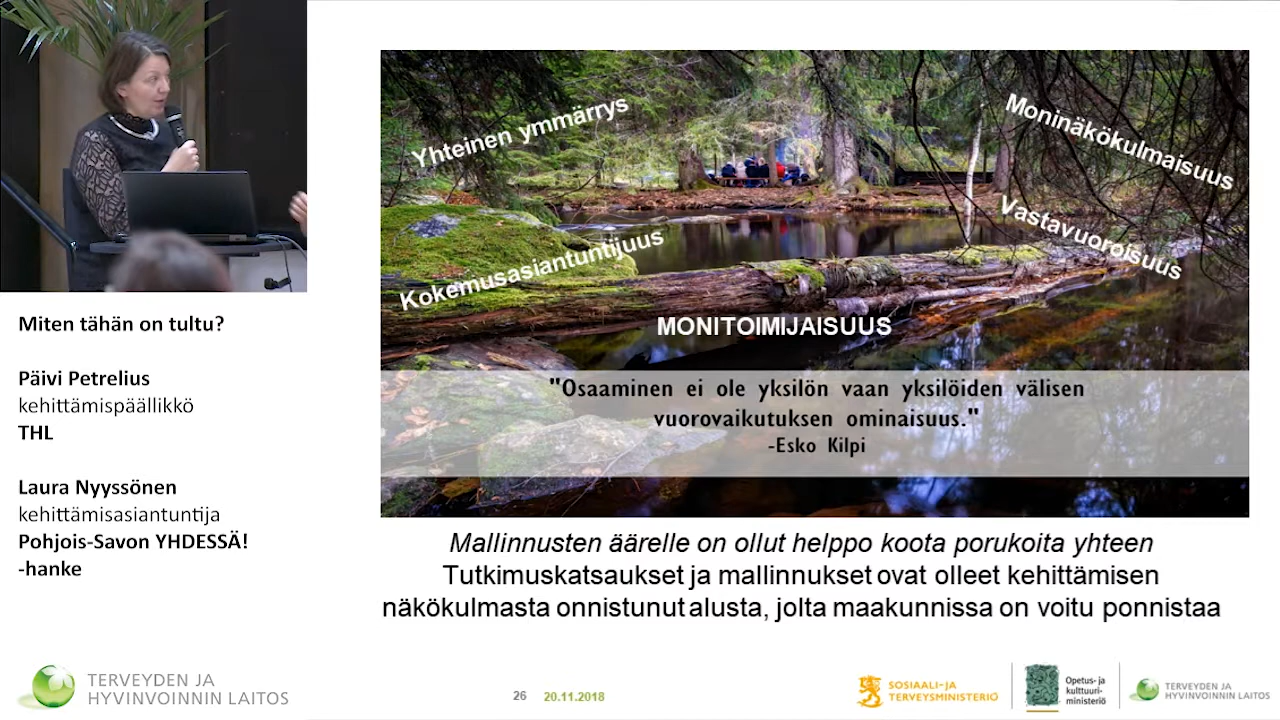 Miten tähän on tultu?
Päivi Petrelius
kehittämispäällikkö
THL
Laura Nyyssönen
kehittämisasiantuntija
Pohjois-Savon YHDESSÄ!
-hanke
TERVEYDEN JA
HYVINVOINNIN LAITOS
Yhteinen ymmärrys
Moninäkökulmaisuus
Kokemusasiantuntijuus
Vastavuoroisuus
MONITOIMIJAISUUS
"Osaaminen ei ole yksilön vaan yksilöiden välisen
vuorovaikutuksen ominaisuus."
-Esko Kilpi
Mallinnusten äärelle on ollut helppo koota porukoita yhteen
Tutkimuskatsaukset ja mallinnukset ovat olleet kehittämisen
näkökulmasta onnistunut alusta, jolta maakunnissa on voitu ponnistaa
26 20.11.2018
SOSIAALI- JA
TERVEYSMINISTERIÖ
Opetus- ja
kulttuuri-
ministeriö
TERVEYDEN JA
HYVINVOINNIN LAITOS